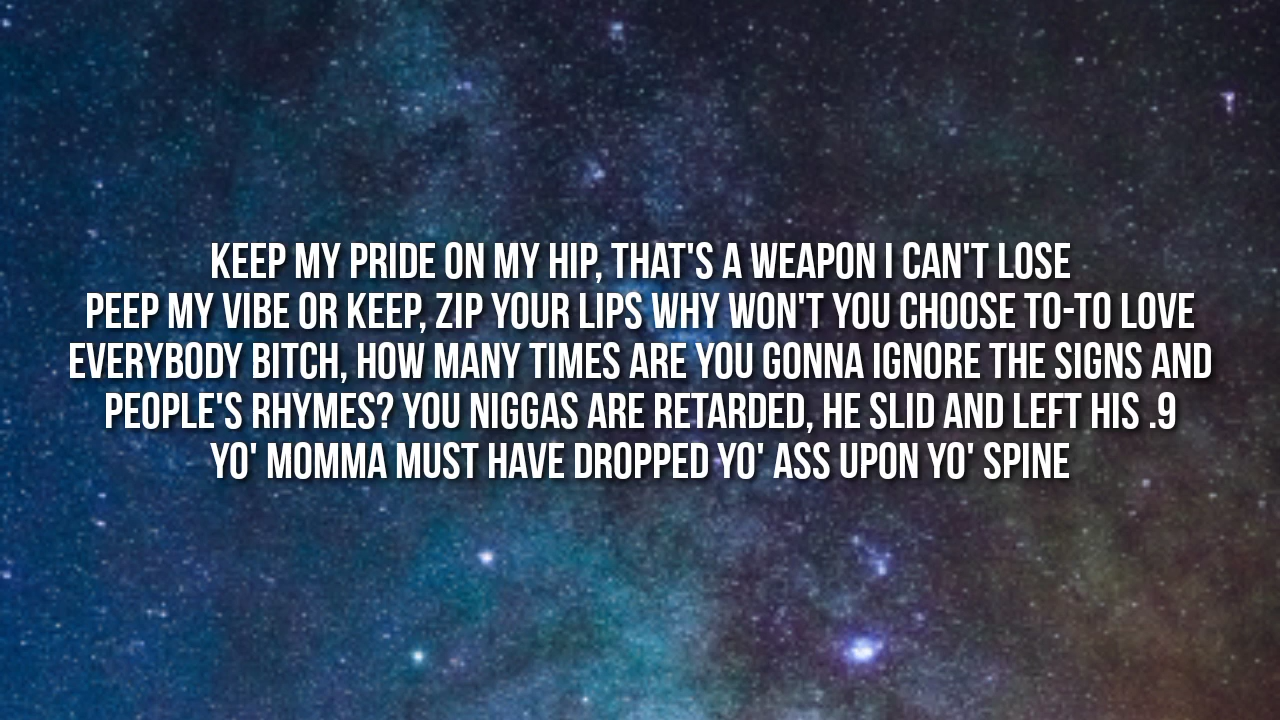 KEEP MY PRIDE ON MY HIP, THAT'S A WEAPON I CAN'T LOSE
PEEP MY VIBE OR KEEP, ZIP YOUR LIPS WHY WON'T YOU CHOOSE TO-TO LOVE
EVERYBODY BITCH, HOW MANY TIMES ARE YOU GONNA IGNORE THE SIGNS AND
PEOPLE'S RHYMES? YOU NIGGAS ARE RETARDED, HE SLID AND LEFT HIS .9
YO' MOMMA MUST HAVE DROPPED YO' ASS UPON YO' SPINE